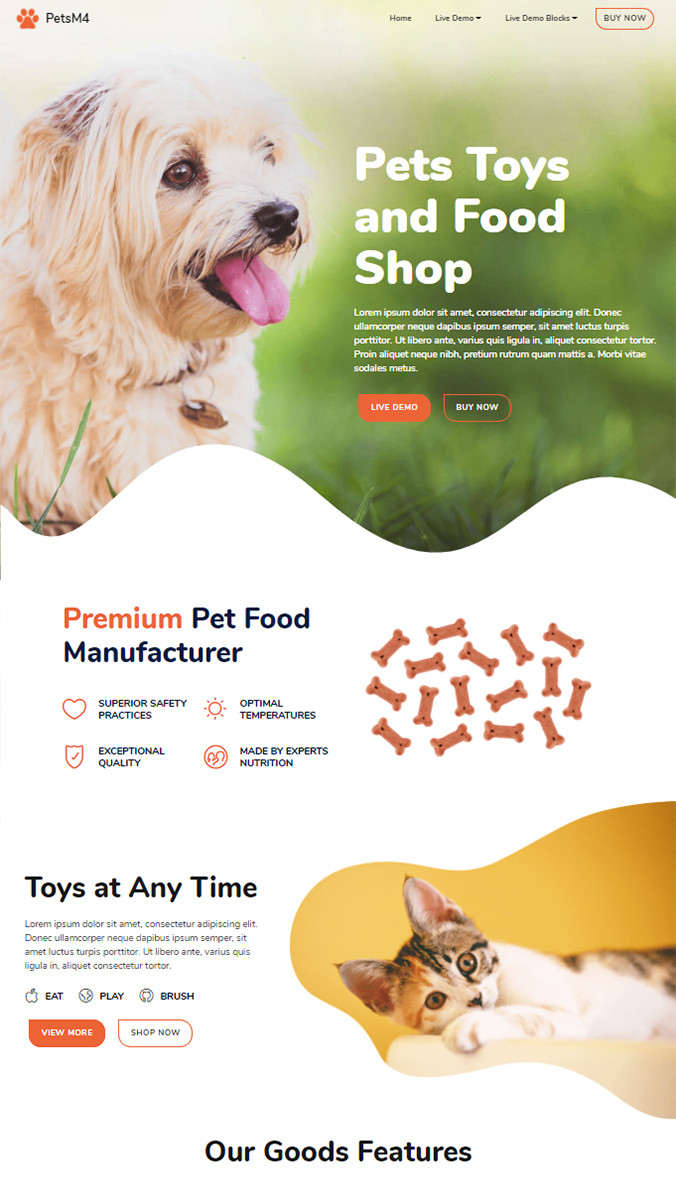 PetsM4
Home Live Demo Live Demo Blocks BUY NOW
Pets Toys
and Food
Shop
Lorem ipsum dolor sit amet, consectetur adipiscing elit. Donec
ullamcorper neque dapibus ipsum semper, sit amet luctus turpis
porttitor. Ut libero ante, varius quis ligula in, aliquet consectetur tortor.
Proin aliquet neque nibh, pretium rutrum quam mattis a. Morbi vitae
sodales metus.
LIVE DEMO BUY NOW
Premium Pet Food
Manufacturer
SUPERIOR SAFETY
PRACTICES
OPTIMAL
TEMPERATURES
EXCEPTIONAL
QUALITY
MADE BY EXPERTS
NUTRITION
Toys at Any Time
Lorem ipsum dolor sit amet, consectetur adipiscing elit.
Donec ullamcorper neque dapibus ipsum semper, sit
amet luctus turpis porttitor. Ut libero ante, varius quis
ligula in, aliquet consectetur tortor.
EAT PLAY BRUSH
VIEW MORE SHOP NOW
Our Goods Features